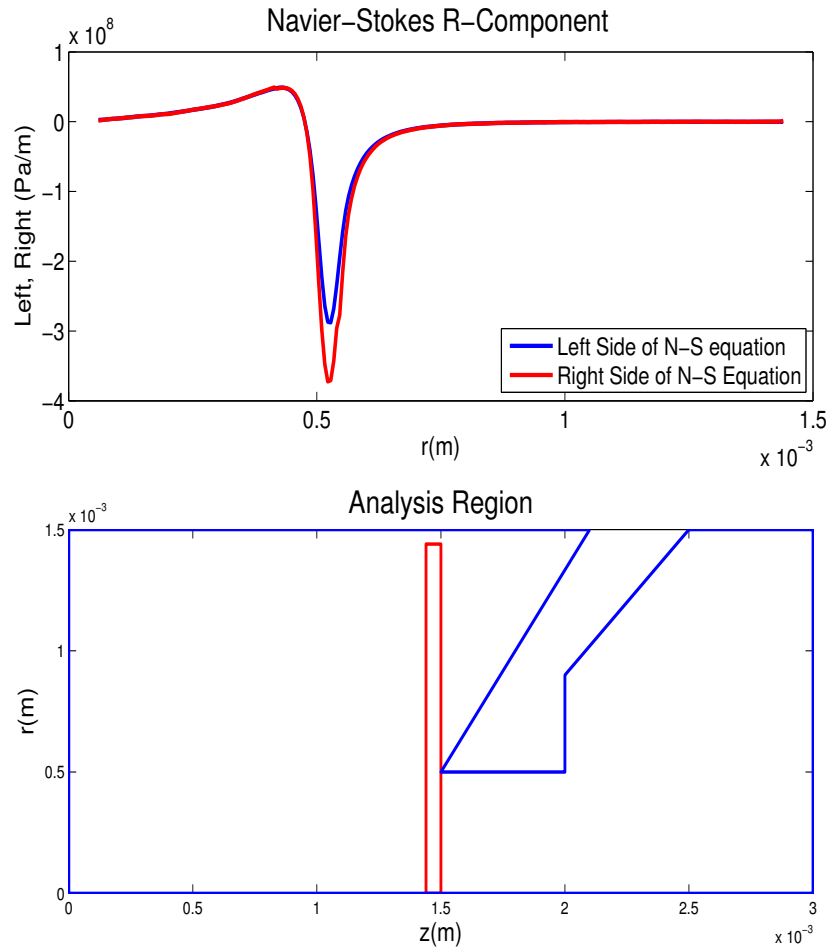 Navier−Stokes R−Component
x 10⁸
1
0
−1
−2
−3
−4
Left, Right (Pa/m)
Left Side of N−S equation
Right Side of N−S Equation
0
0.5
1
1.5
r(m)
x 10⁻³
Analysis Region
x 10⁻³
1.5
1
0.5
0
r(m)
0
0.5
1
1.5
2
2.5
3
z(m)
x 10⁻³